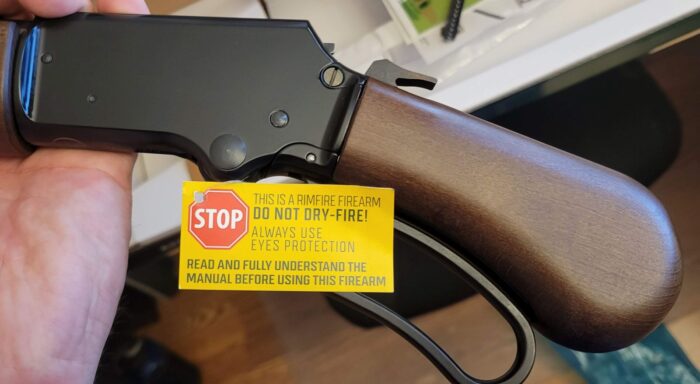 STOP
THIS IS A RIMFIRE FIREARM
DO NOT DRY-FIRE!
ALWAYS USE
EYES PROTECTION
READ AND FULLY UNDERSTAND THE
MANUAL BEFORE USING THIS FIREARM